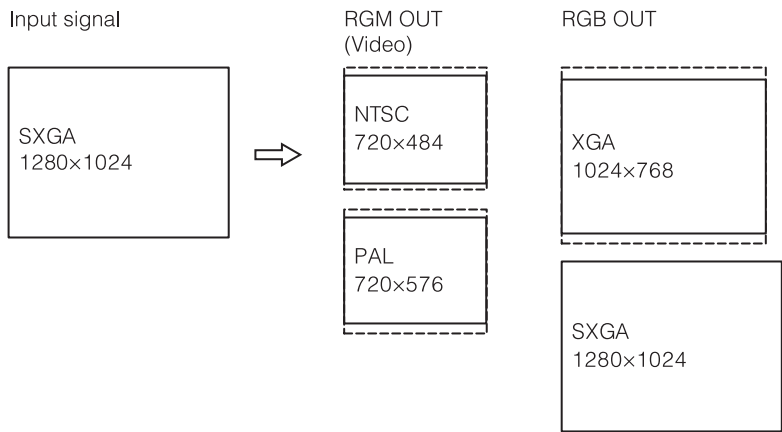 Input signal
SXGA
1280×1024
RGM OUT
(Video)
NTSC
720×484
PAL
720×576
RGB OUT
XGA
1024×768
SXGA
1280×1024